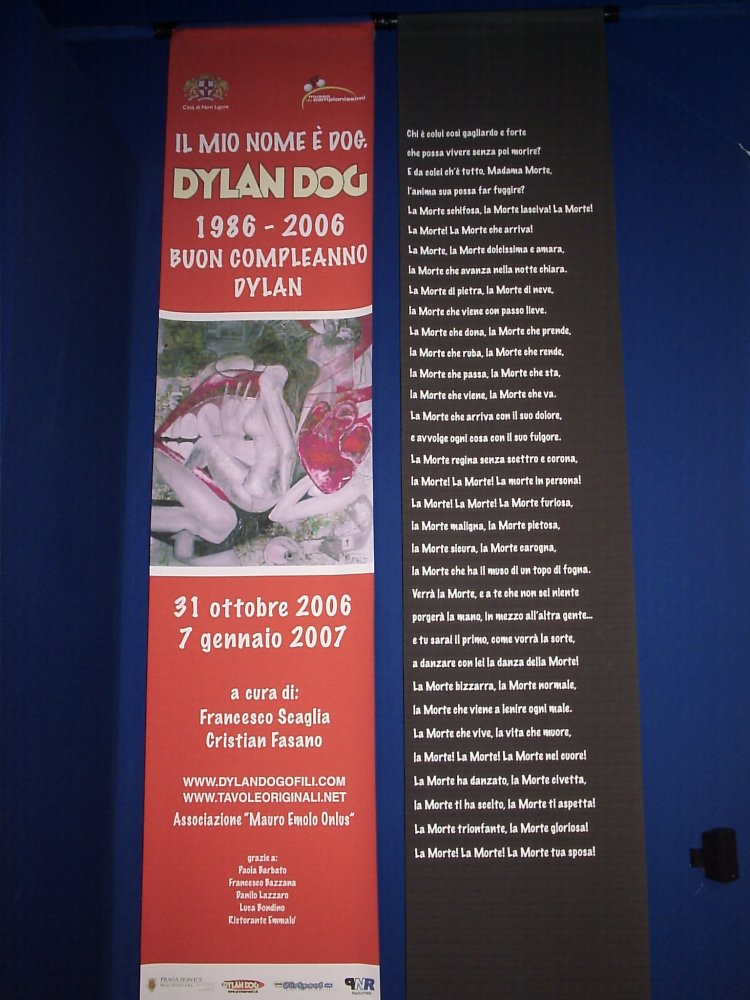 Città di Novi Ligure
museo dei campionissimi
IL MIO NOME È DOG.
DYLAN DOG
1986 - 2006
BUON COMPLEANNO
DYLAN
31 ottobre 2006
7 gennaio 2007
a cura di:
Francesco Scaglia
Cristian Fasano
WWW.DYLANDOGOFILI.COM
WWW.TAVOLEORIGINALI.NET
Associazione "Mauro Emolo Onlus"
grazie a:
Paola Barbato
Francesco Bazzana
Danilo Lazzaro
Luca Bondino
Ristorante Emmalu'
PRAGA SERVICE
DYLAN DOG
PNR
Chi è colui così gagliardo e forte
che possa vivere senza poi morire?
E da colei ch'è tutto, Madama Morte,
l'anima sua possa far fuggire?
La Morte schifosa, la Morte lasciva! La Morte!
La Morte! La Morte che arriva!
La Morte, la Morte dolcissima e amara,
la Morte che avanza nella notte chiara.
La Morte di pietra, la Morte di neve,
la Morte che viene con passo lieve.
La Morte che dona, la Morte che prende,
la Morte che ruba, la Morte che rende,
la Morte che passa, la Morte che sta,
la Morte che viene, la Morte che va.
La Morte che arriva con il suo dolore,
e avvolge ogni cosa con il suo fulgore.
La Morte regina senza scettro e corona,
la Morte! La Morte! La morte in persona!
La Morte! La Morte! La Morte furiosa,
la Morte maligna, la Morte pietosa,
la Morte sicura, la Morte carogna,
la Morte che ha il muso di un topo di fogna.
Verrà la Morte, e a te che non sei niente
porgerà la mano, in mezzo all'altra gente...
e tu sarai il primo, come vorrà la sorte,
a danzare con lei la danza della Morte!
La Morte bizzarra, la Morte normale,
la Morte che viene a lenire ogni male.
La Morte che vive, la vita che muore,
la Morte! La Morte! La Morte nel cuore!
La Morte ha danzato, la Morte civetta,
la Morte ti ha scelto, la Morte ti aspetta!
La Morte trionfante, la Morte gloriosa!
La Morte! La Morte! La Morte tua sposa!